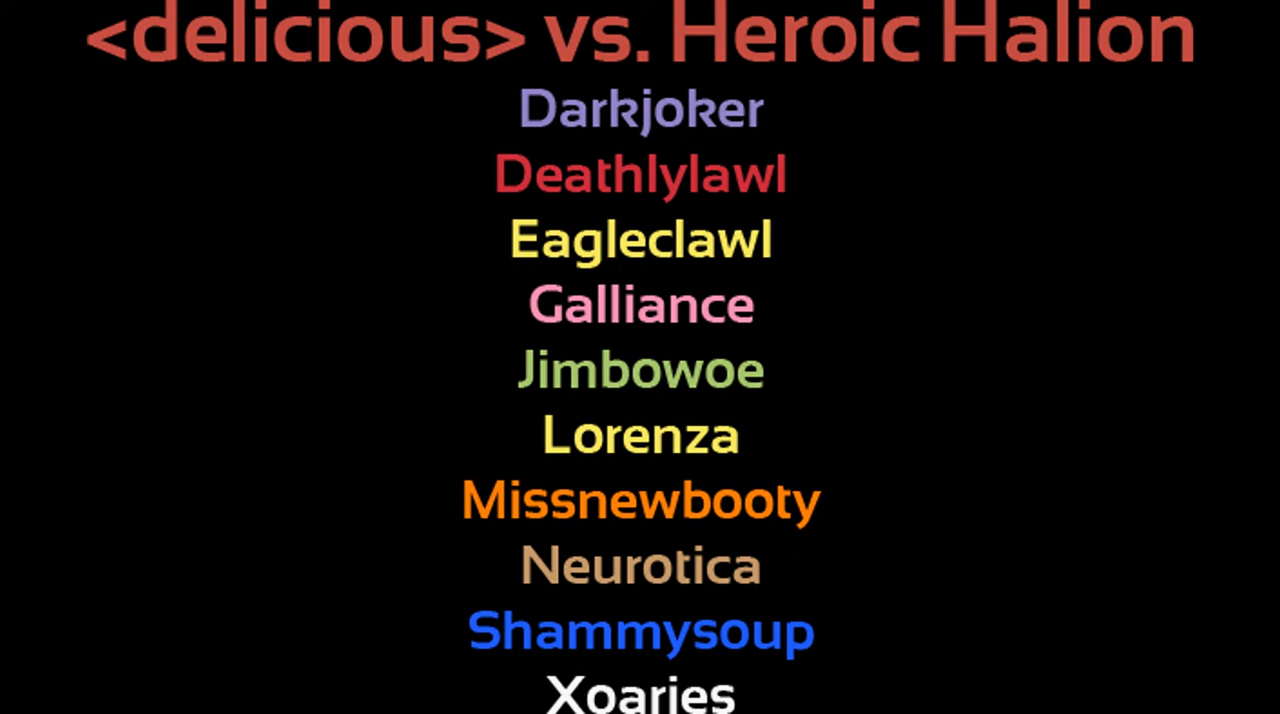 <delicious> vs. Heroic Halion
Darkjoker
Deathlylawl
Eagleclawl
Galliance
Jimbowoe
Lorenza
Missnewbooty
Neurotica
Shammysoup
Xoaries